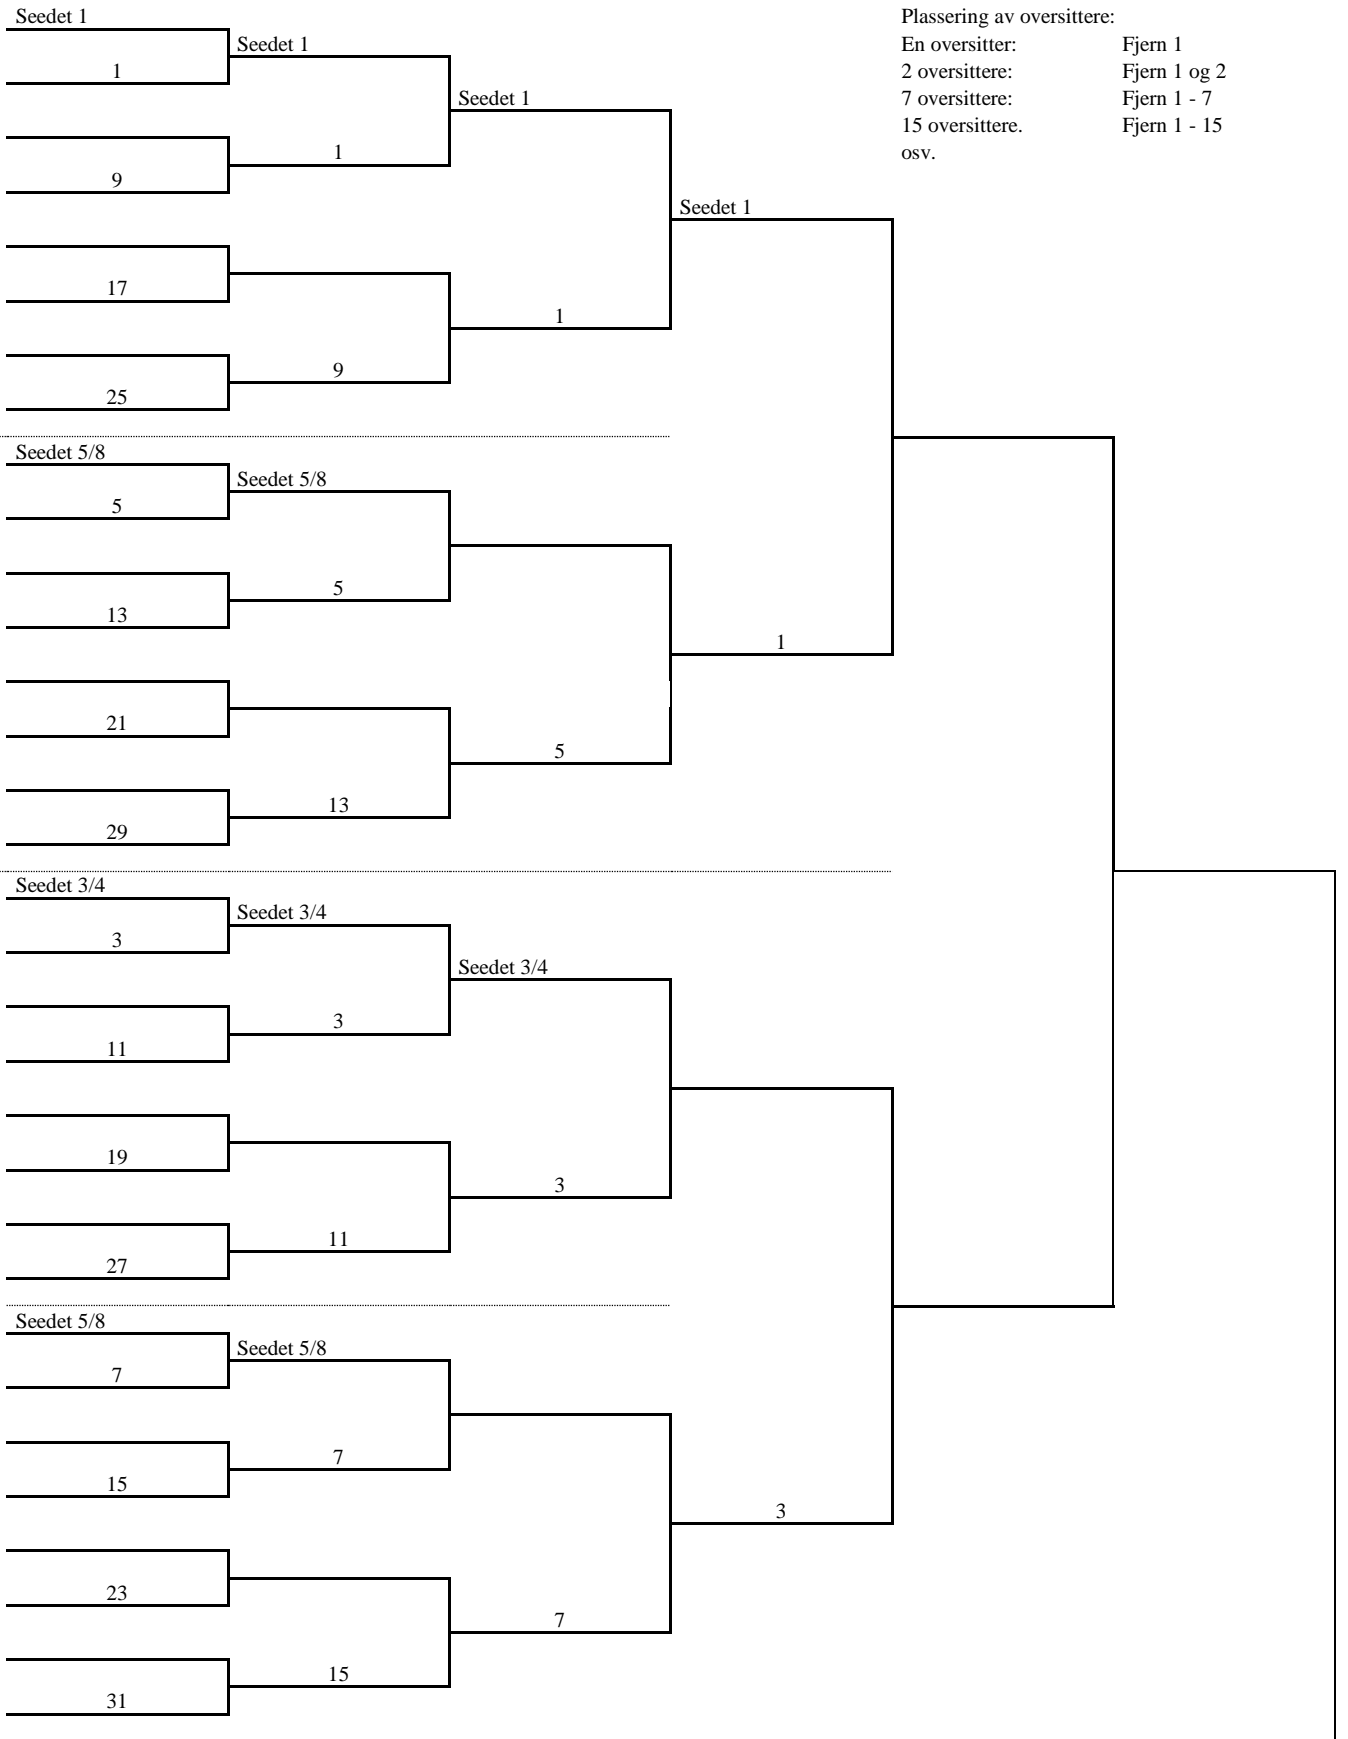 Seedet 1
Plassering av oversittere:
Seedet 1
En oversitter: Fjern 1
1
2 oversittere: Fjern 1 og 2
Seedet 1
7 oversittere: Fjern 1 - 7
15 oversittere. Fjern 1 - 15
1
osv.
9
Seedet 1
17
1
9
25
Seedet 5/8
Seedet 5/8
5
5
13
1
21
5
13
29
Seedet 3/4
Seedet 3/4
3
Seedet 3/4
3
11
19
3
11
27
Seedet 5/8
Seedet 5/8
7
7
15
3
23
7
15
31